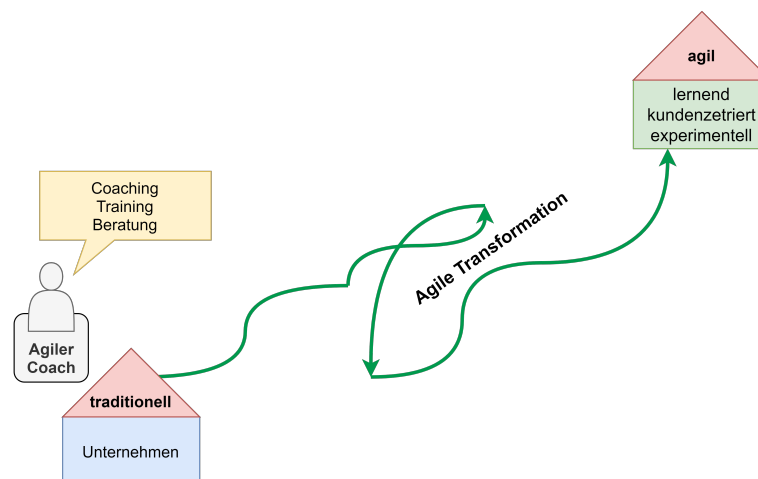 agil
lernend
kundenzetriert
experimentell
Coaching
Training
Beratung
Agile Transformation
Agiler
Coach
traditionell
Unternehmen